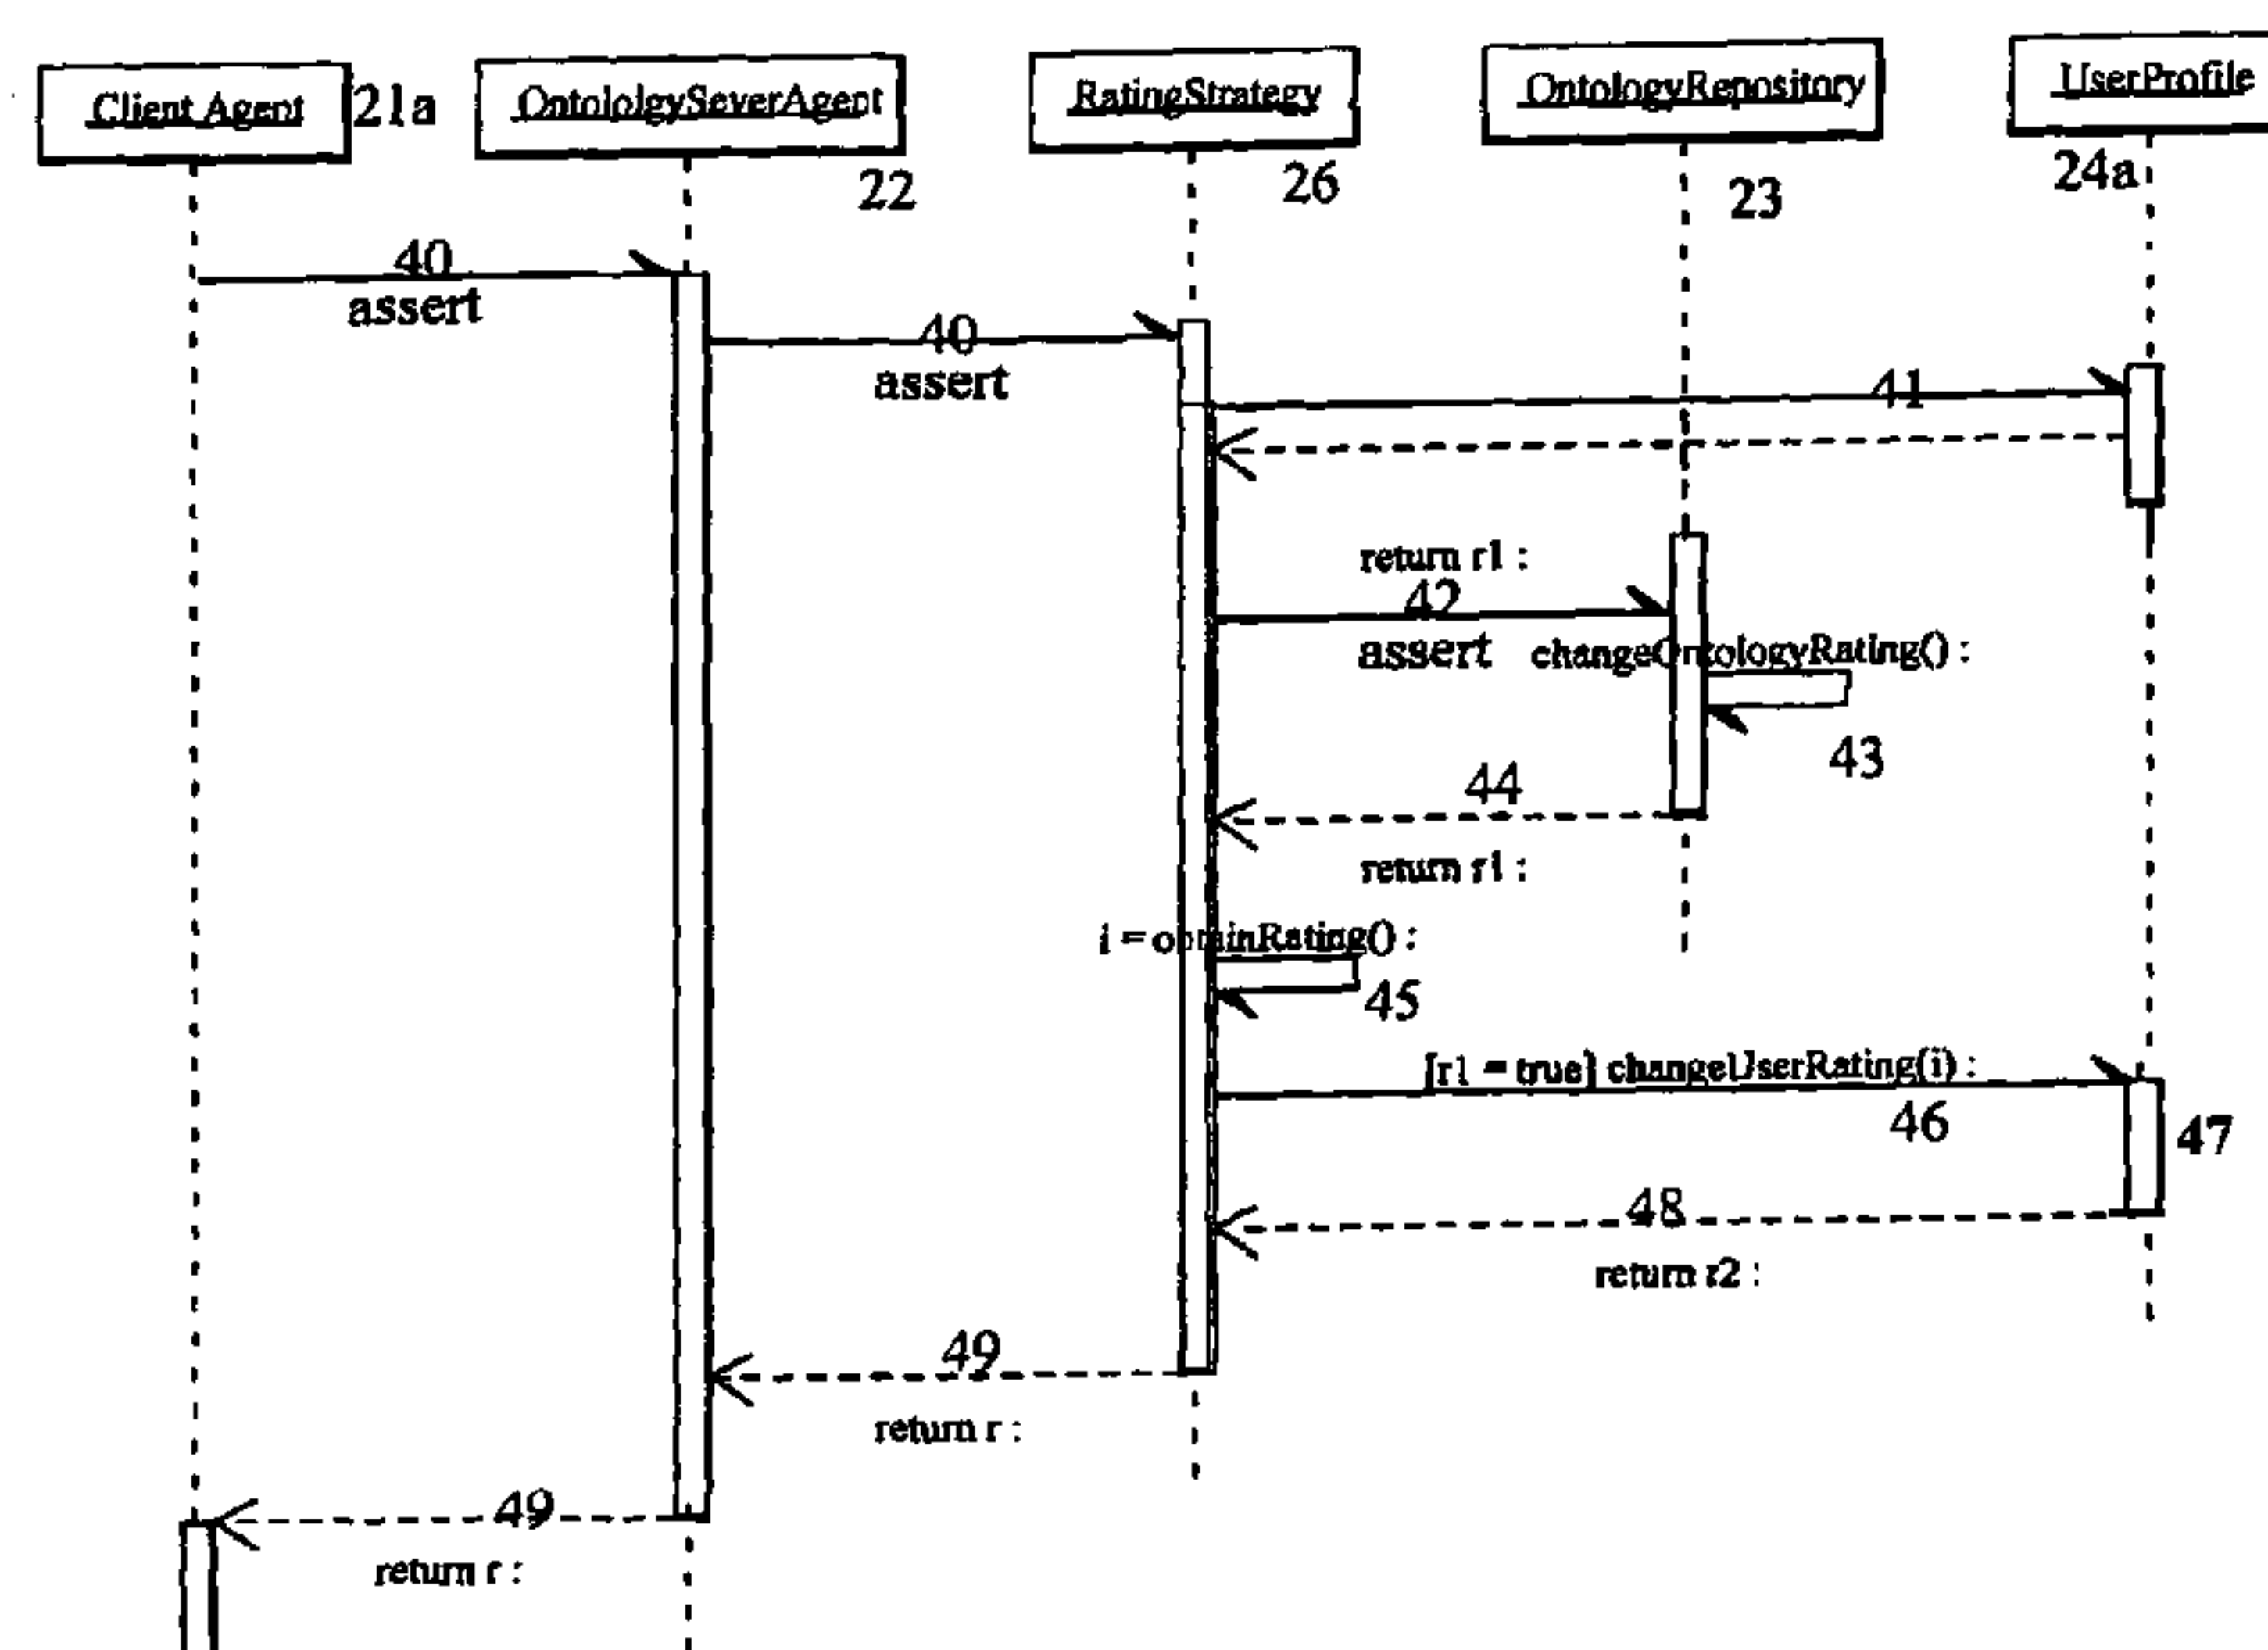 Client Agent
21a
OntololgySeverAgent
22
RatingStrategy
26
OntologyRepository
23
UserProfile
24a
40
assert
40
assert
41
return r1 :
42
assert
changeOntologyRating() :
43
44
return r1 :
i = obtainRating() :
45
[r1 = true] changeUserRating(i) :
46
47
48
return r2 :
49
return r :
49
return r :